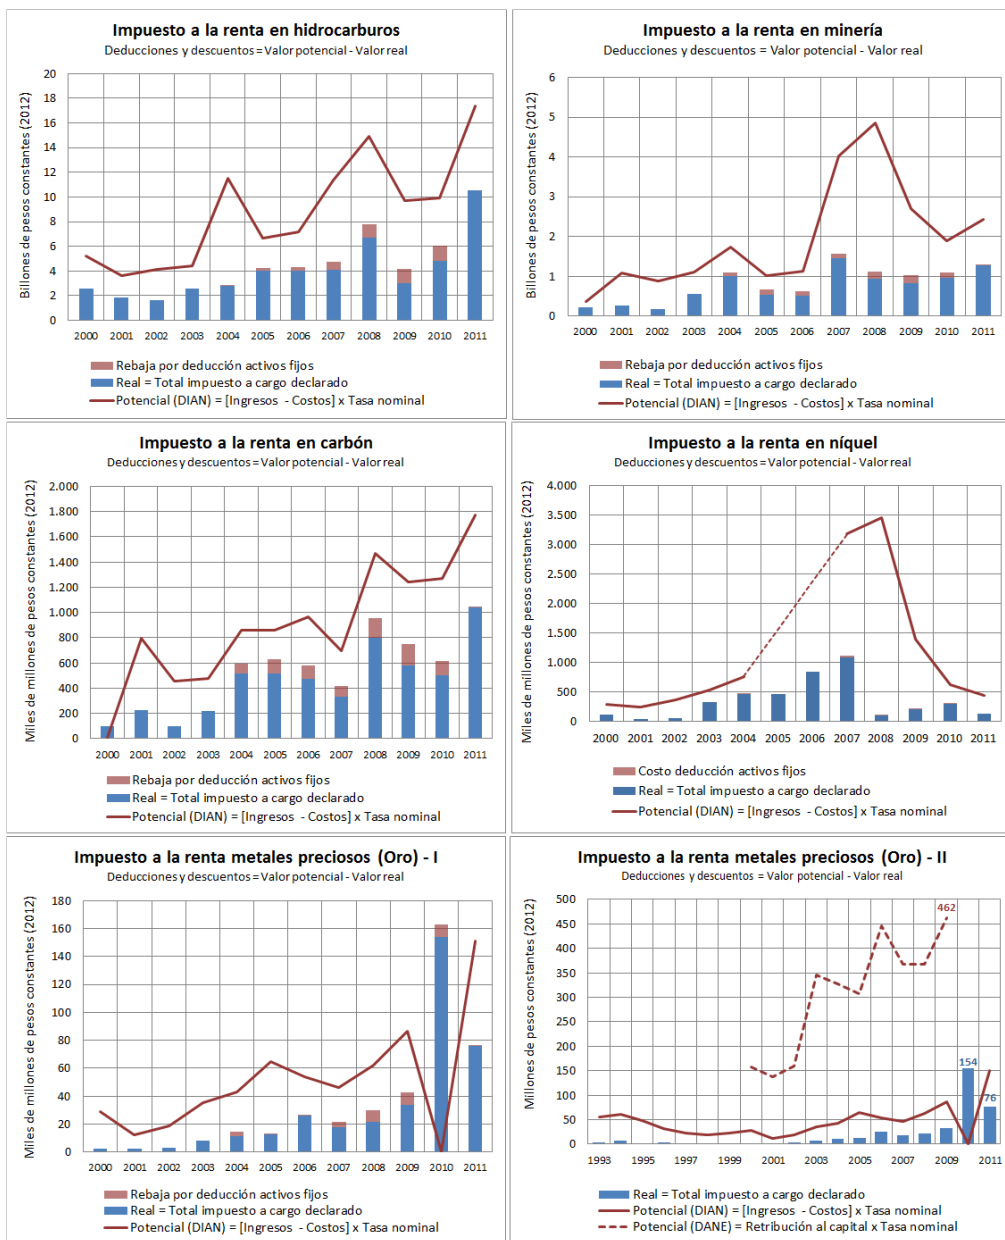 Impuesto a la renta en hidrocarburos
Deducciones y descuentos = Valor potencial - Valor real
Billones de pesos constantes (2012)
20
18
16
14
12
10
8
6
4
2
0
2000 2001 2002 2003 2004 2005 2006 2007 2008 2009 2010 2011
Rebaja por deducción activos fijos
Real = Total impuesto a cargo declarado
Potencial (DIAN) = [Ingresos - Costos] x Tasa nominal
Impuesto a la renta en minería
Deducciones y descuentos = Valor potencial - Valor real
Billones de pesos constantes (2012)
6
5
4
3
2
1
0
2000 2001 2002 2003 2004 2005 2006 2007 2008 2009 2010 2011
Rebaja por deducción activos fijos
Real = Total impuesto a cargo declarado
Potencial (DIAN) = [Ingresos - Costos] x Tasa nominal
Impuesto a la renta en carbón
Deducciones y descuentos = Valor potencial - Valor real
Miles de millones de pesos constantes (2012)
2.000
1.800
1.600
1.400
1.200
1.000
800
600
400
200
0
2000 2001 2002 2003 2004 2005 2006 2007 2008 2009 2010 2011
Rebaja por deducción activos fijos
Real = Total impuesto a cargo declarado
Potencial (DIAN) = [Ingresos - Costos] x Tasa nominal
Impuesto a la renta en níquel
Deducciones y descuentos = Valor potencial - Valor real
Miles de millones de pesos constantes (2012)
4.000
3.500
3.000
2.500
2.000
1.500
1.000
500
0
2000 2001 2002 2003 2004 2005 2006 2007 2008 2009 2010 2011
Costo deducción activos fijos
Real = Total impuesto a cargo declarado
Potencial (DIAN) = [Ingresos - Costos] x Tasa nominal
Impuesto a la renta metales preciosos (Oro) - I
Deducciones y descuentos = Valor potencial - Valor real
Miles de millones de pesos constantes (2012)
180
160
140
120
100
80
60
40
20
0
2000 2001 2002 2003 2004 2005 2006 2007 2008 2009 2010 2011
Rebaja por deducción activos fijos
Real = Total impuesto a cargo declarado
Potencial (DIAN) = [Ingresos - Costos] x Tasa nominal
Impuesto a la renta metales preciosos (Oro) - II
Deducciones y descuentos = Valor potencial - Valor real
Millones de pesos constantes (2012)
500
450
400
350
300
250
200
150
100
50
0
462
154
76
1993 1995 1997 1999 2001 2003 2005 2007 2009 2011
Real = Total impuesto a cargo declarado
Potencial (DIAN) = [Ingresos - Costos] x Tasa nominal
Potencial (DANE) = Retribución al capital x Tasa nominal